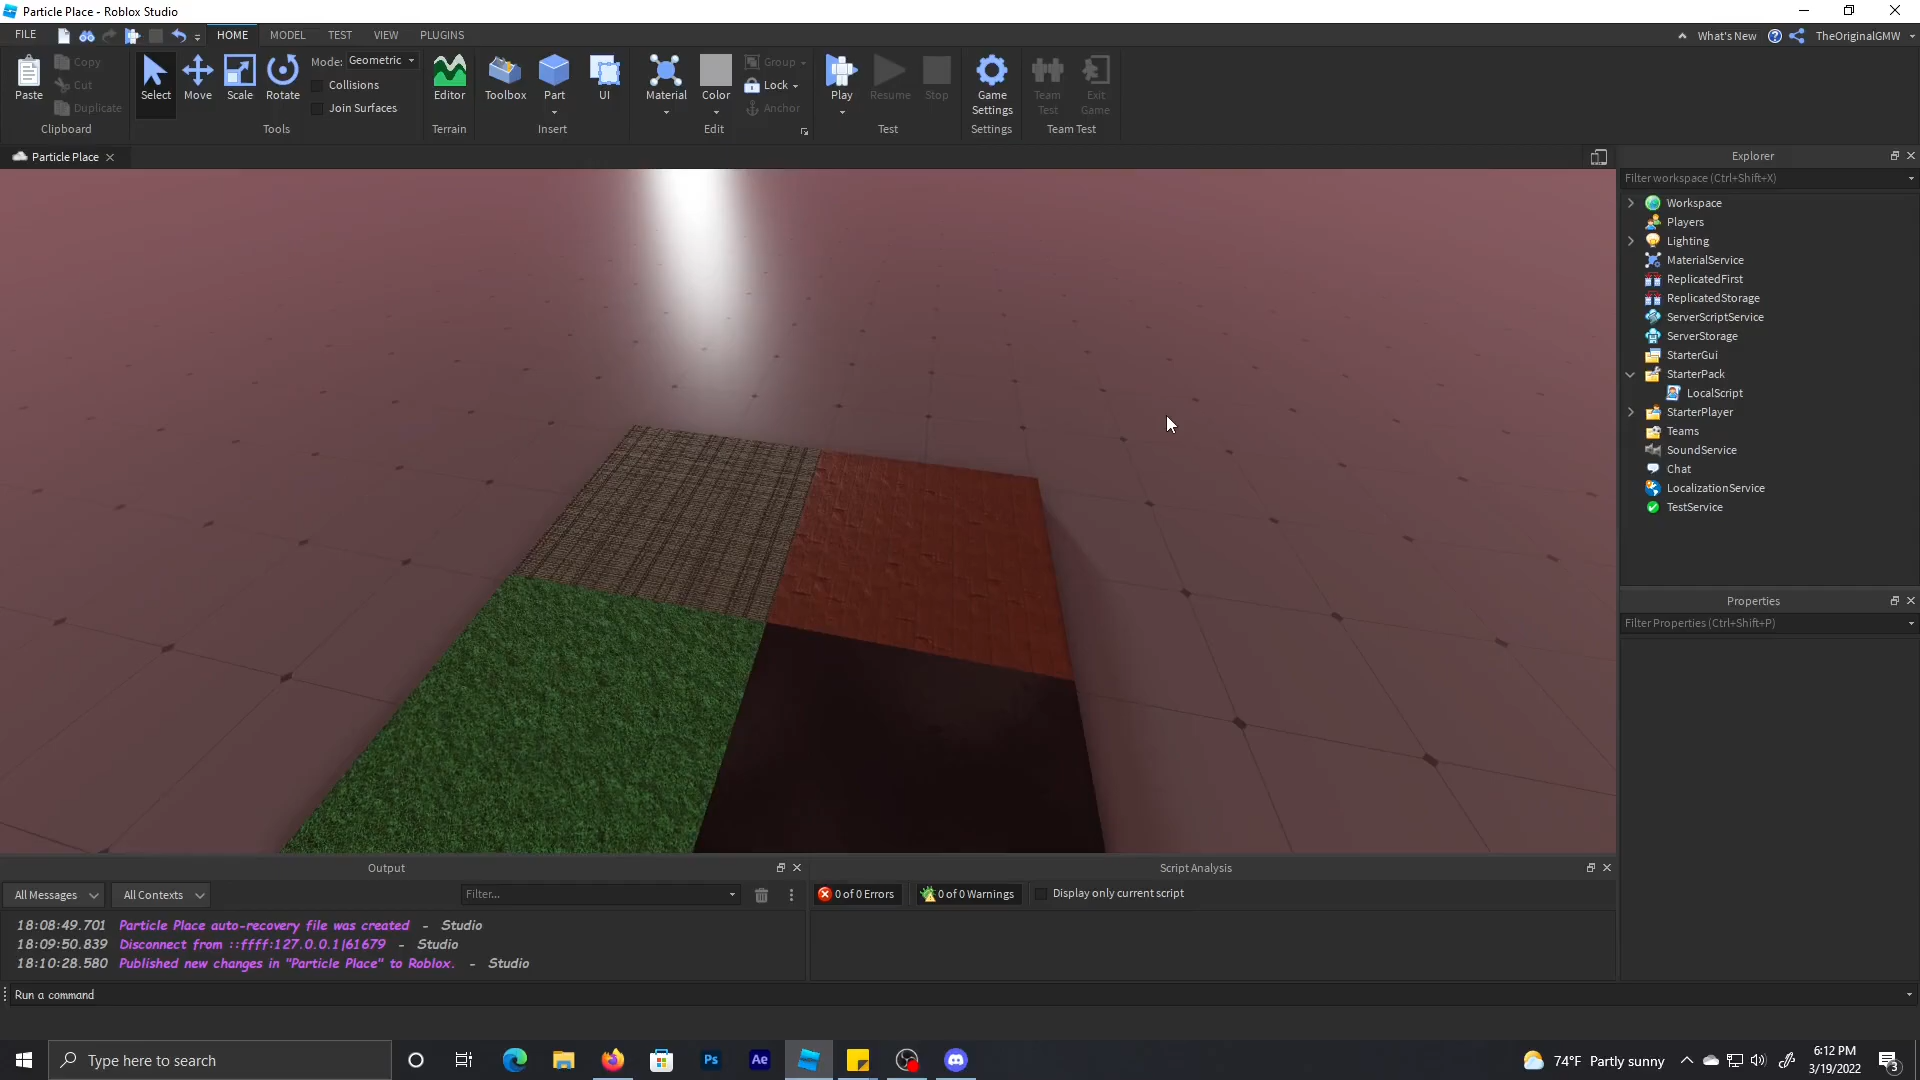 Particle Place - Roblox Studio
FILE HOME MODEL TEST VIEW PLUGINS What's New TheOriginalGMW
Paste Copy Cut Duplicate
Clipboard
Select Move Scale Rotate
Mode: Geometric
Collisions
Join Surfaces
Tools
Editor
Terrain
Toolbox Part UI
Insert
Material Color Group Lock Anchor
Edit
Play Resume Stop
Test
Game Settings
Settings
Team Test Exit Game
Team Test
Particle Place
Explorer
Filter workspace (Ctrl+Shift+X)
Workspace
Players
Lighting
MaterialService
ReplicatedFirst
ReplicatedStorage
ServerScriptService
ServerStorage
StarterGui
StarterPack
LocalScript
StarterPlayer
Teams
SoundService
Chat
LocalizationService
TestService
Properties
Filter Properties (Ctrl+Shift+P)
Output
All Messages All Contexts Filter...
18:08:49.701 Particle Place auto-recovery file was created - Studio
18:09:50.839 Disconnect from ::ffff:127.0.0.1|61679 - Studio
18:10:28.580 Published new changes in "Particle Place" to Roblox. - Studio
Script Analysis
0 of 0 Errors 0 of 0 Warnings Display only current script
Run a command
Type here to search
Ps Ae
74°F Partly sunny
6:12 PM
3/19/2022
3